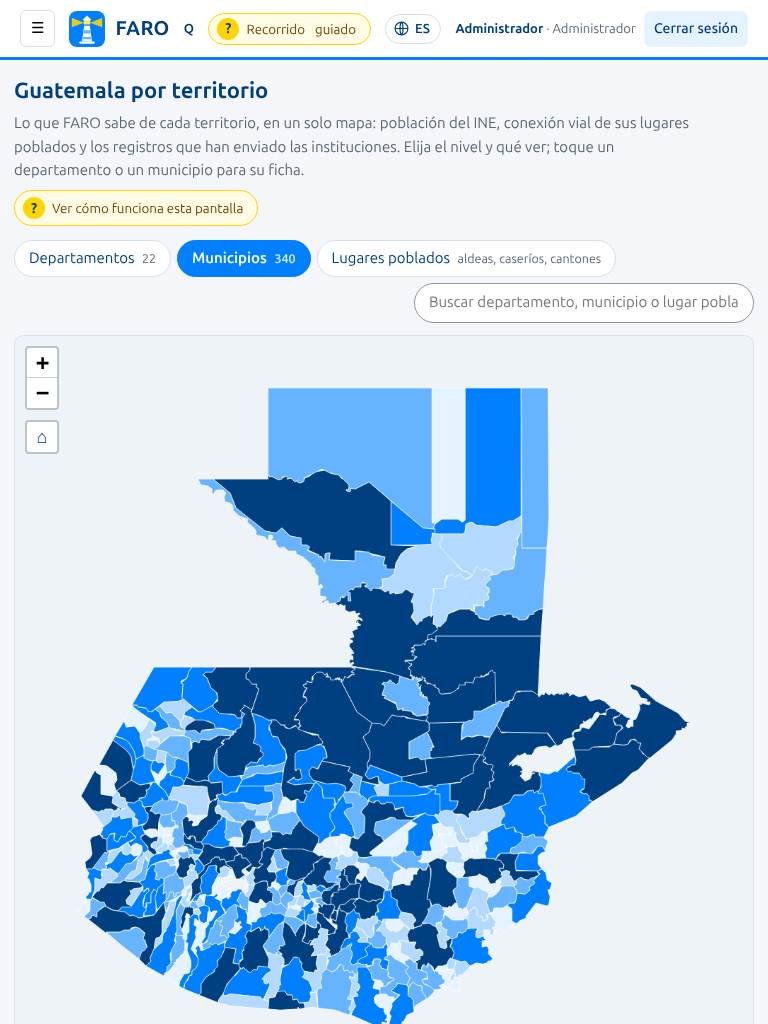 ☰ FARO Q ? Recorrido guiado ES Administrador · Administrador Cerrar sesión
Guatemala por territorio
Lo que FARO sabe de cada territorio, en un solo mapa: población del INE, conexión vial de sus lugares
poblados y los registros que han enviado las instituciones. Elija el nivel y qué ver; toque un
departamento o un municipio para su ficha.
? Ver cómo funciona esta pantalla
Departamentos 22 Municipios 340 Lugares poblados aldeas, caseríos, cantones
Buscar departamento, municipio o lugar pobla
+
−
⌂